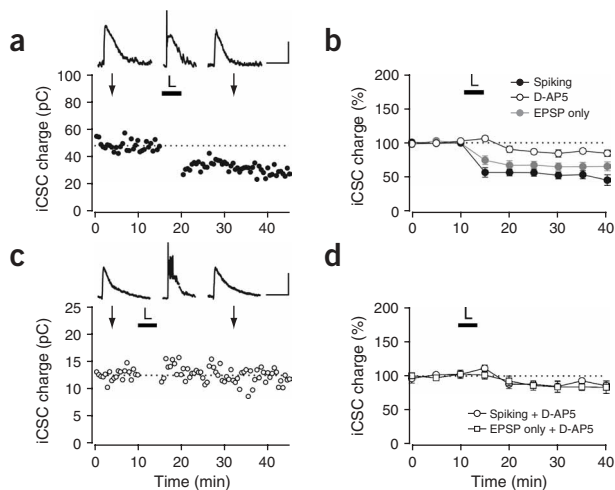 a
L
iCSC charge (pC)
100
80
60
40
20
0
0 10 20 30 40
b
L
Spiking
D-AP5
EPSP only
iCSC charge (%)
200
150
100
50
0
0 10 20 30 40
c
L
iCSC charge (pC)
25
20
15
10
5
0
0 10 20 30 40
Time (min)
d
L
iCSC charge (%)
200
150
100
50
0
Spiking + D-AP5
EPSP only + D-AP5
0 10 20 30 40
Time (min)